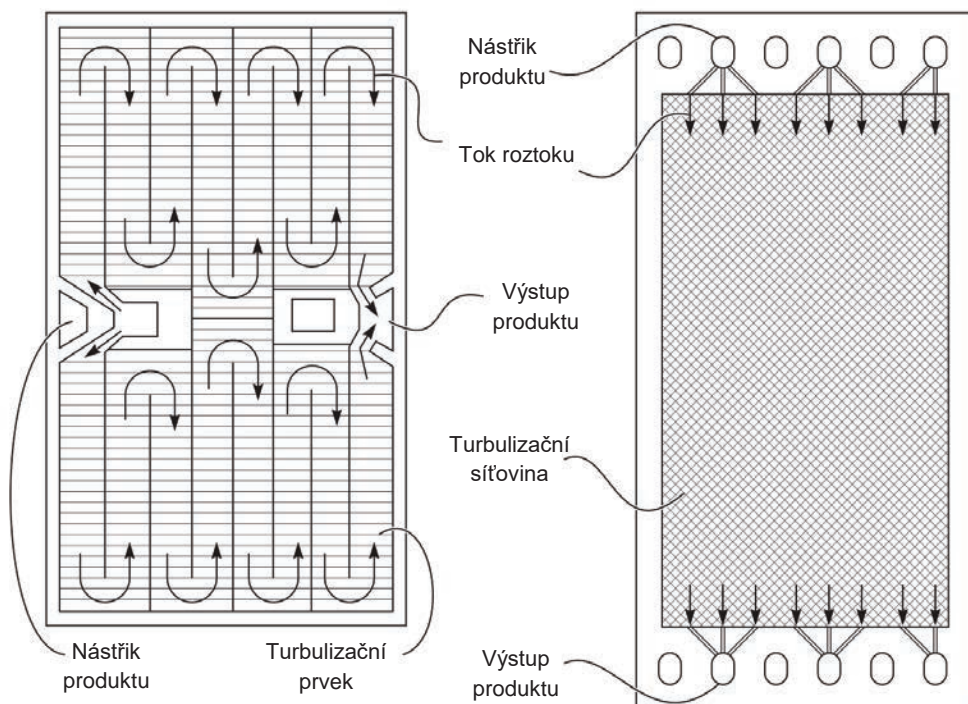 Nástřik
produktu
Tok roztoku
Výstup
produktu
Turbulizační
síťovina
Nástřik
produktu
Turbulizační
prvek
Výstup
produktu